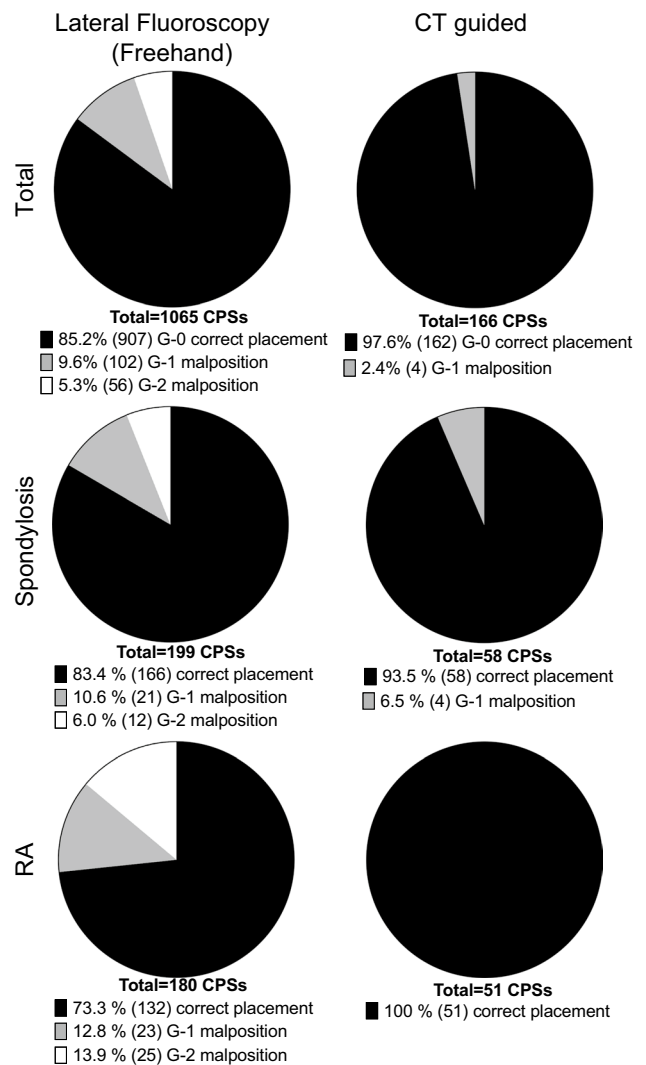 Lateral Fluoroscopy
(Freehand)
CT guided
Total
Total=1065 CPSs
85.2% (907) G-0 correct placement
9.6% (102) G-1 malposition
5.3% (56) G-2 malposition
Total=166 CPSs
97.6% (162) G-0 correct placement
2.4% (4) G-1 malposition
Spondylosis
Total=199 CPSs
83.4 % (166) correct placement
10.6 % (21) G-1 malposition
6.0 % (12) G-2 malposition
Total=58 CPSs
93.5 % (58) correct placement
6.5 % (4) G-1 malposition
RA
Total=180 CPSs
73.3 % (132) correct placement
12.8 % (23) G-1 malposition
13.9 % (25) G-2 malposition
Total=51 CPSs
100 % (51) correct placement